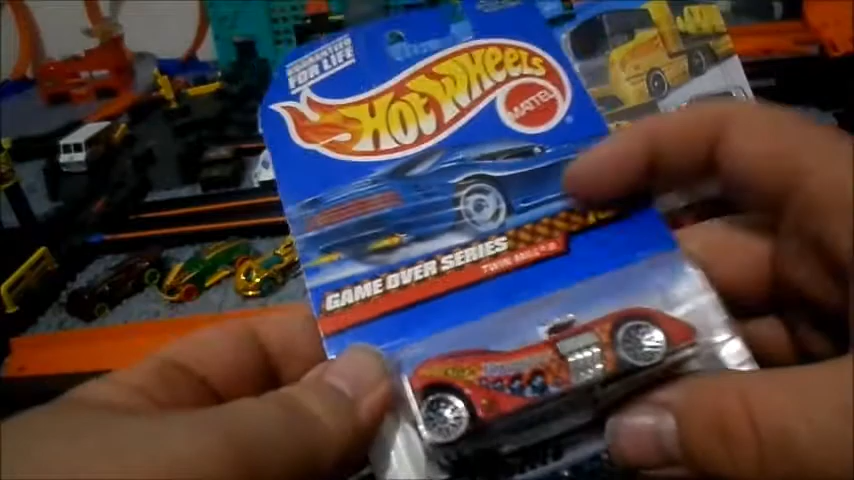 GUARANTEED
FOR LIFE
Hot Wheels
MATTEL
GAME OVER SERIES
TWIN MILL II